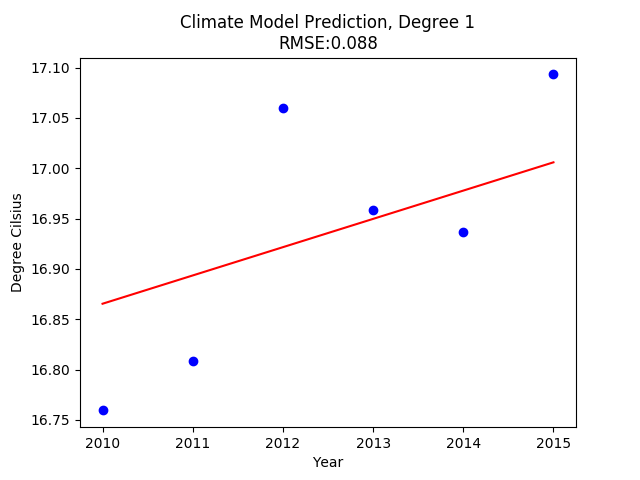 Climate Model Prediction, Degree 1
RMSE:0.088
17.10
17.05
17.00
16.95
16.90
16.85
16.80
16.75
Degree Cilsius
2010 2011 2012 2013 2014 2015
Year